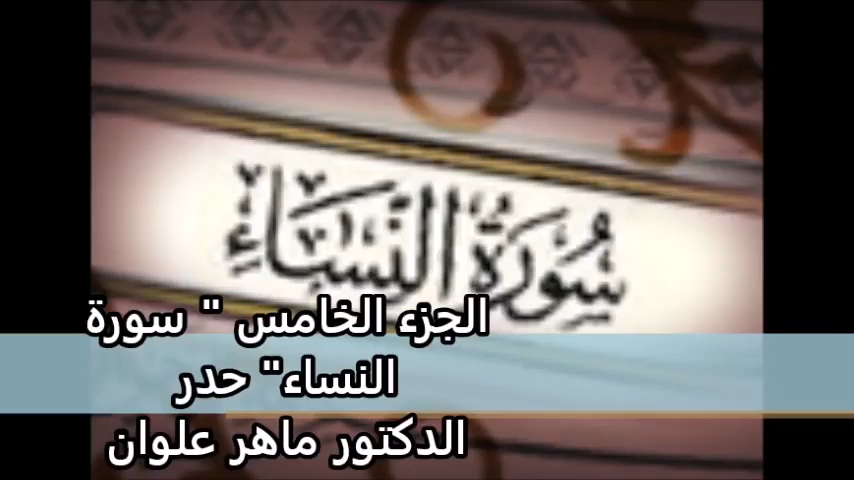 سُورَةُ النِّسَاءِ
الجزء الخامس " سورة
النساء" حدر
الدكتور ماهر علوان